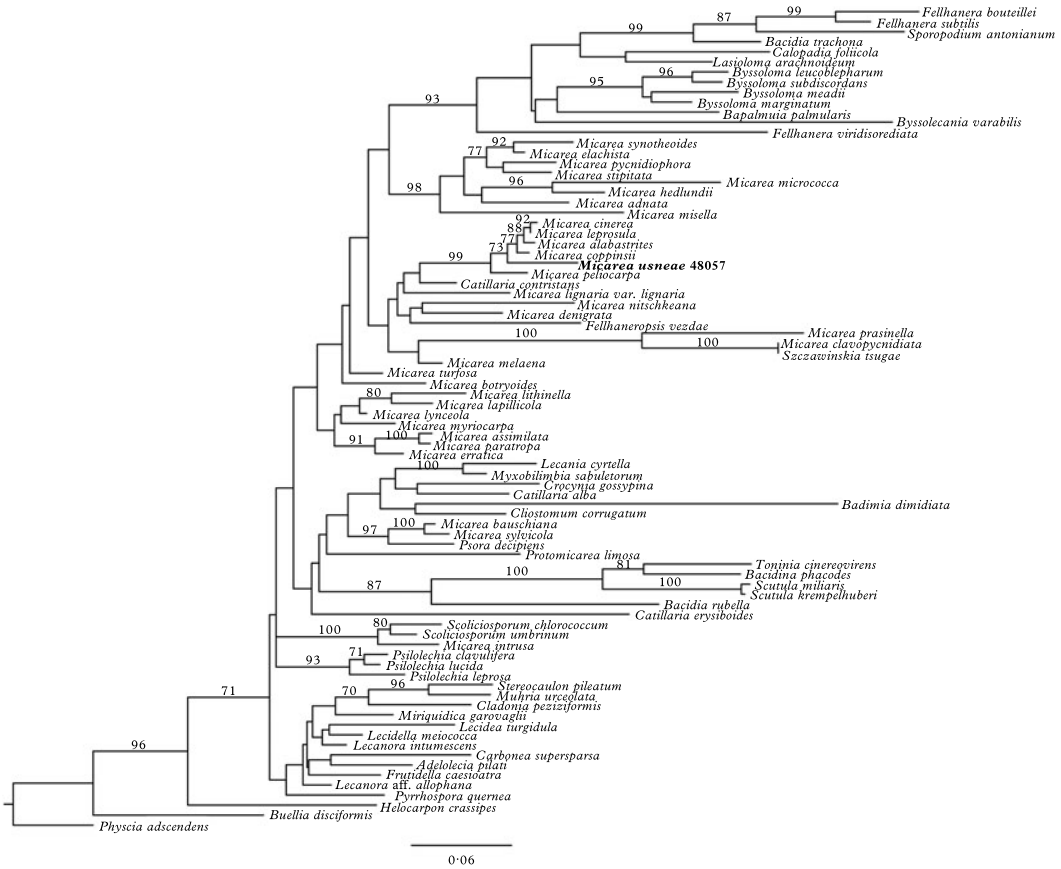 99
Fellhanera bouteillei
87
Fellhanera subtilis
99
Sporopodium antonianum
Bacidia trachona
Calopadia foliicola
Lasioloma arachnoideum
96
Byssoloma leucoblepharum
95
Byssoloma subdiscordans
Byssoloma meadii
93
Byssoloma marginatum
Bapalmuia palmularis
Byssolecania varabilis
Fellhanera viridisorediata
92
Micarea synotheoides
77
Micarea elachista
Micarea pycnidiophora
Micarea stipitata
96
Micarea micrococca
98
Micarea hedlundii
Micarea adnata
Micarea misella
92
Micarea cinerea
88
Micarea leprosula
77
Micarea alabastrites
73
Micarea coppinsii
99
Micarea usneae 48057
Micarea peliocarpa
Catillaria contristans
Micarea lignaria var. lignaria
Micarea nitschkeana
Micarea denigrata
Fellhaneropsis vezdae
100
Micarea prasinella
100
Micarea clavopycnidiata
Szczawinskia tsugae
Micarea melaena
Micarea turfosa
Micarea botryoides
80
Micarea lithinella
Micarea lapillicola
Micarea lynceola
Micarea myriocarpa
100
Micarea assimilata
91
Micarea paratropa
Micarea erratica
100
Lecania cyrtella
Myxobilimbia sabuletorum
Crocynia gossypina
Catillaria alba
Badimia dimidiata
Cliostomum corrugatum
100
Micarea bauschiana
97
Micarea sylvicola
Psora decipiens
Protomicarea limosa
81
Toninia cinereovirens
100
Bacidina phacodes
100
Scutula miliaris
87
Scutula krempelhuberi
Bacidia rubella
Catillaria erysiboides
80
Scoliciosporum chlorococcum
100
Scoliciosporum umbrinum
Micarea intrusa
71
Psilolechia clavulifera
93
Psilolechia lucida
Psilolechia leprosa
96
Stereocaulon pileatum
70
Muhria urceolata
71
Cladonia peziziformis
Miriquidica garovaglii
Lecidea turgidula
Lecidella meiococca
Lecanora intumescens
96
Carbonea supersparsa
Adelolecia pilati
Frutidella caesioatra
Lecanora aff. allophana
Pyrrhospora quernea
Helocarpon crassipes
Buellia disciformis
Physcia adscendens
0·06